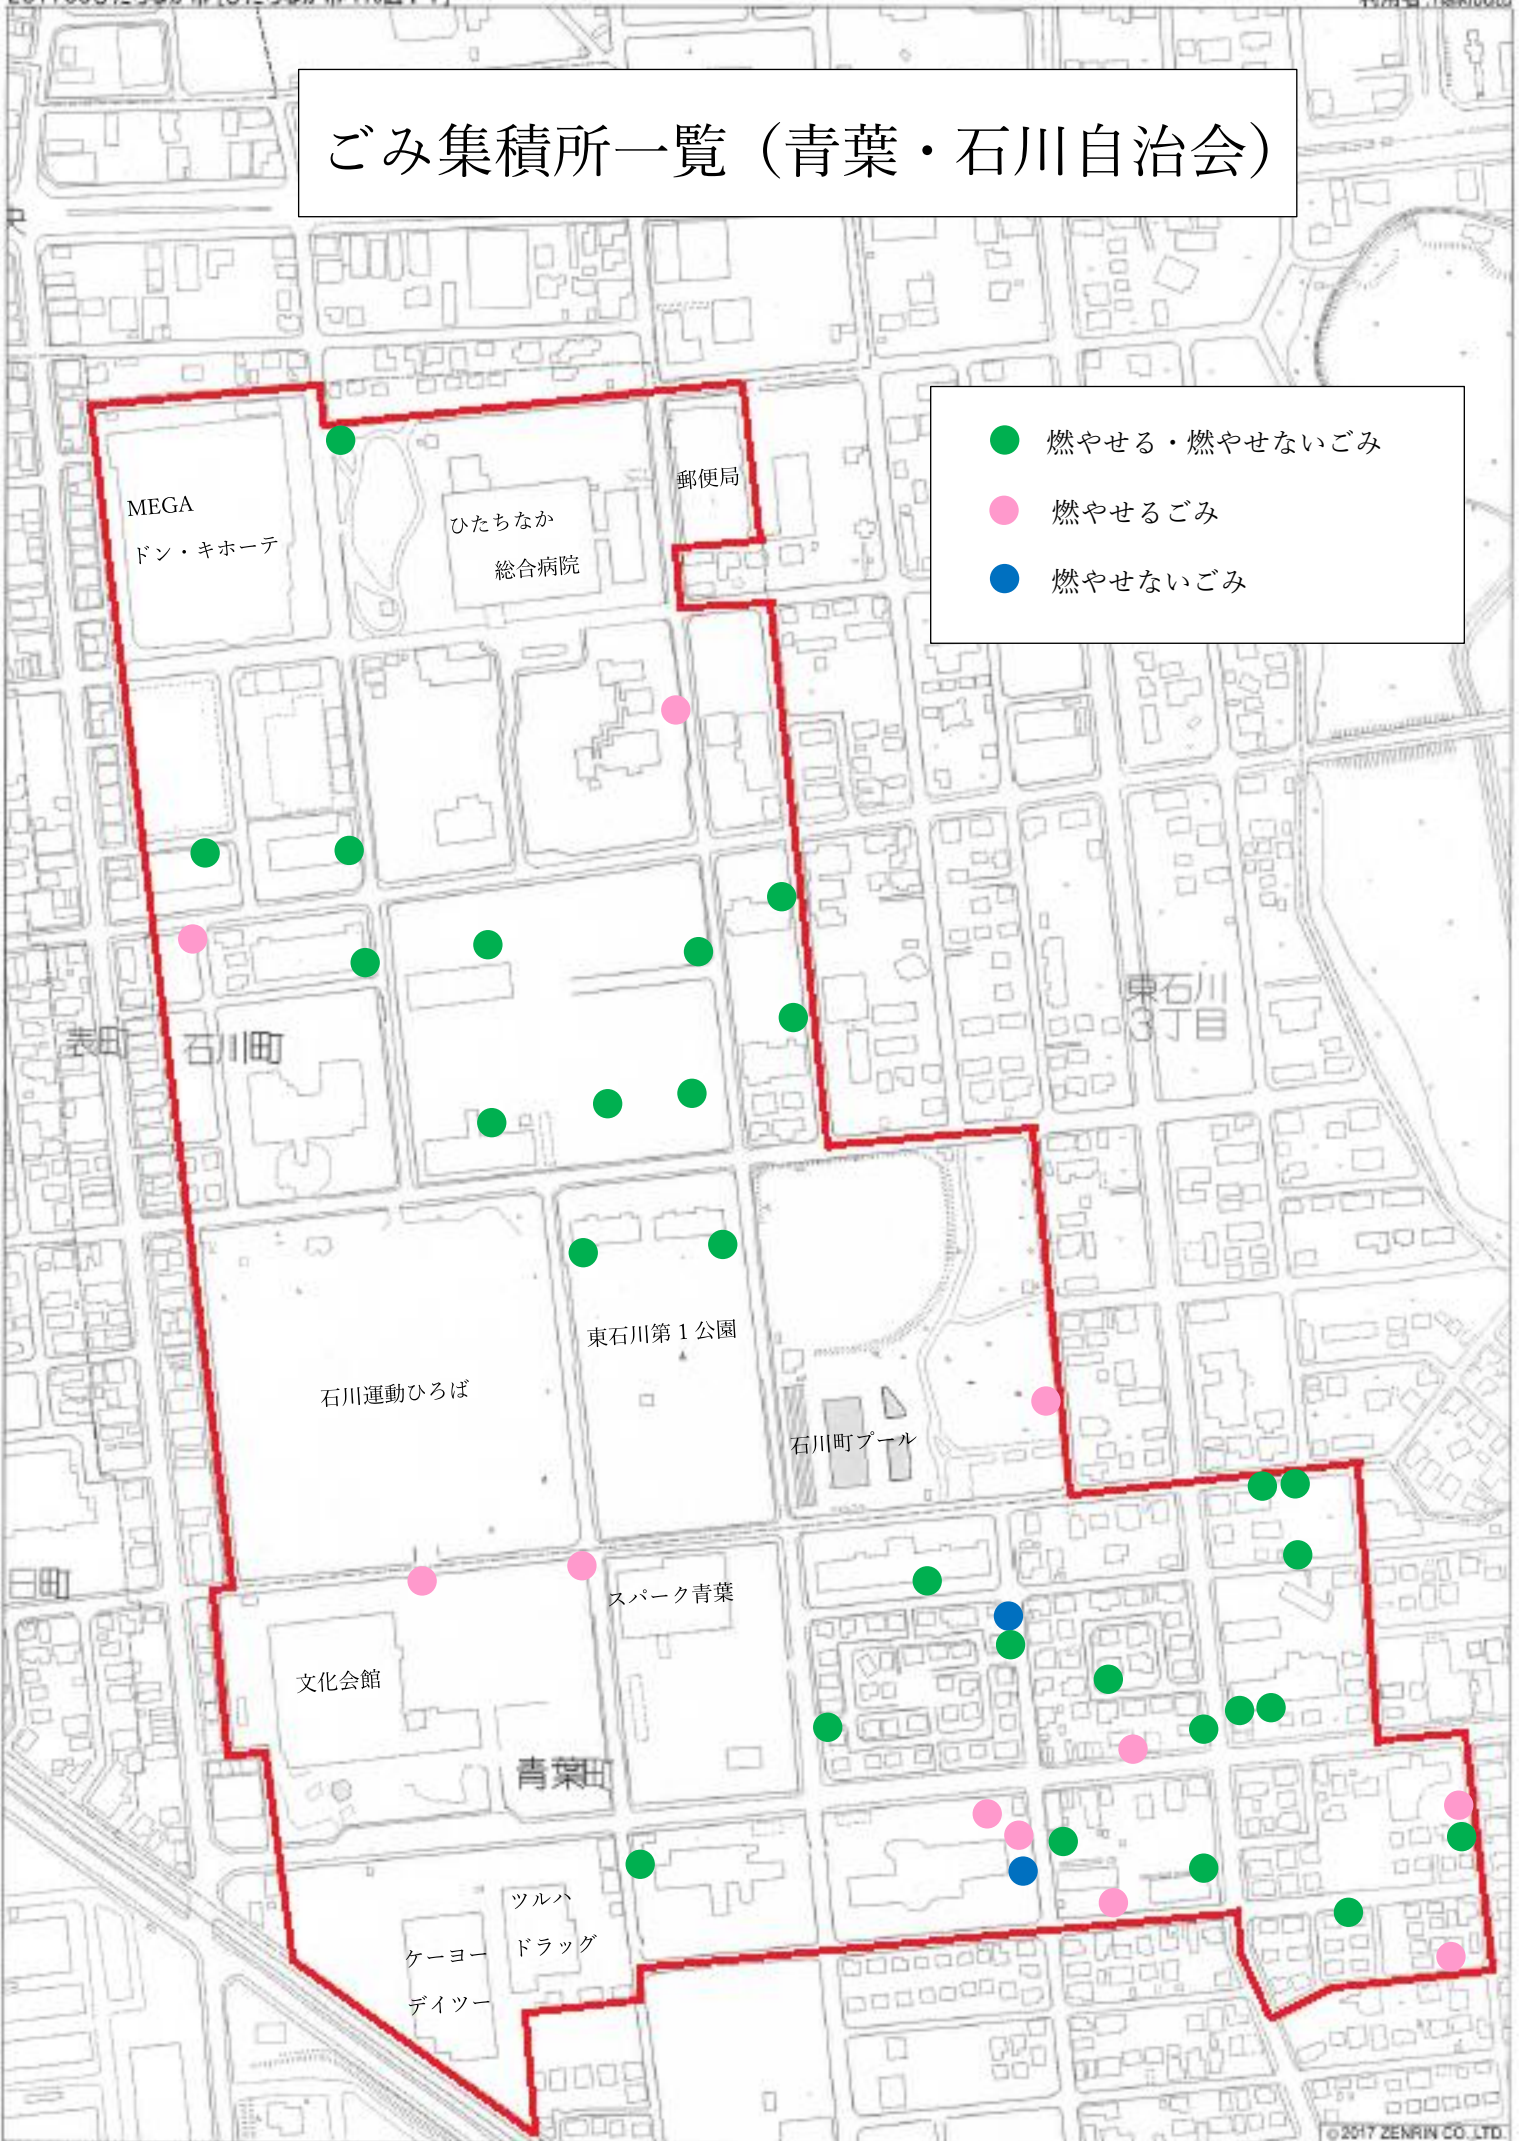 ごみ集積所一覧（青葉・石川自治会）
燃やせる・燃やせないごみ
燃やせるごみ
燃やせないごみ
MEGA
ドン・キホーテ
ひたちなか
総合病院
郵便局
東石川
3丁目
表町
石川町
東石川第1公園
石川運動ひろば
石川町プール
スパーク青葉
文化会館
青葉町
ツルハ
ドラッグ
ケーヨー
デイツー
©2017 ZENRIN CO.,LTD.